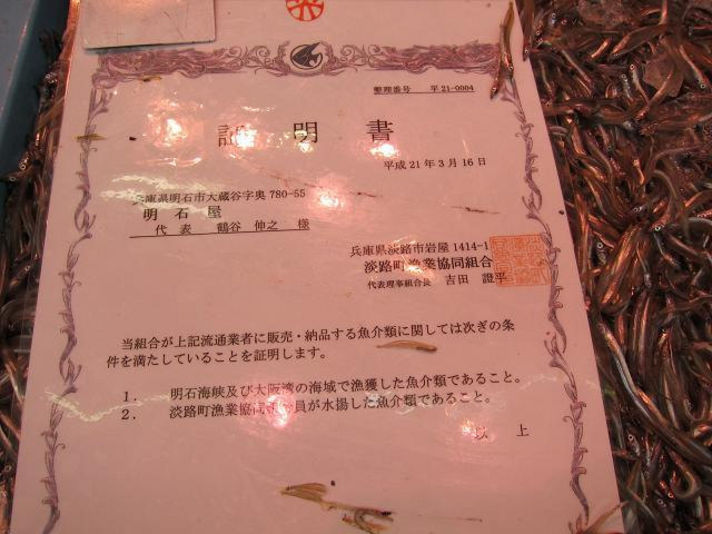 整理番号 平21-0004
証明書
平成21年3月16日
兵庫県明石市大蔵谷字奥780-55
明石屋
代表 鶴谷 伸之 様
兵庫県淡路市岩屋1414-1
淡路町漁業協同組合
代表理事組合長 吉田 證平
当組合が上記流通業者に販売・納品する魚介類に関しては次ぎの条
件を満たしていることを証明します。
1. 明石海峡及び大阪湾の海域で漁獲した魚介類であること。
2. 淡路町漁業協同組合員が水揚した魚介類であること。
以上